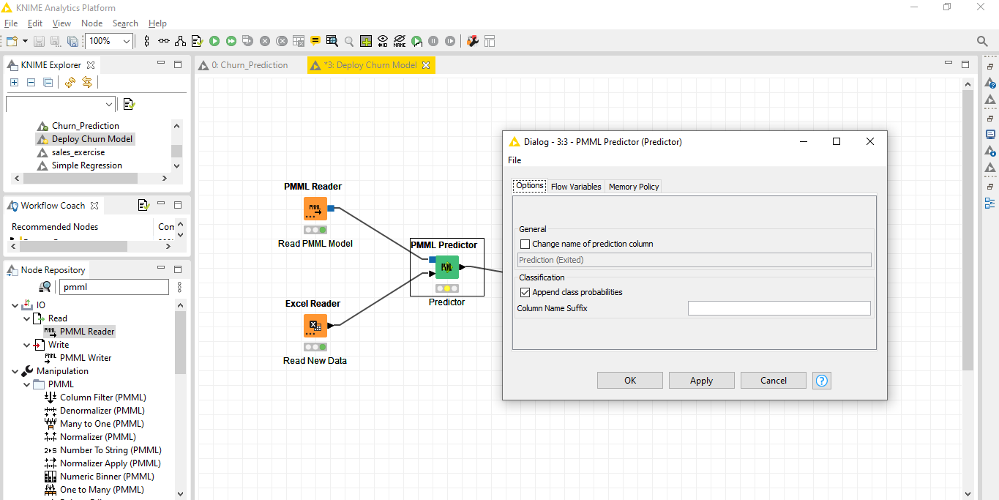 KNIME Analytics Platform
File Edit View Node Search Help
100%
#ID
NAME
KNIME Explorer
Churn_Prediction
Deploy Churn Model
sales_exercise
Simple Regression
Workflow Coach
Recommended Nodes Com
Node Repository
pmml
IO
Read
PMML Reader
Write
PMML Writer
Manipulation
PMML
Column Filter (PMML)
Denormalizer (PMML)
Many to One (PMML)
Normalizer (PMML)
Number To String (PMML)
Normalizer Apply (PMML)
Numeric Binner (PMML)
One to Many (PMML)
0: Churn_Prediction
*3: Deploy Churn Model
PMML Reader
PMML
Read PMML Model
Excel Reader
Read New Data
PMML Predictor
PMML
Predictor
Dialog - 3:3 - PMML Predictor (Predictor)
File
Options Flow Variables Memory Policy
General
Change name of prediction column
Prediction (Exited)
Classification
Append class probabilities
Column Name Suffix
OK Apply Cancel ?